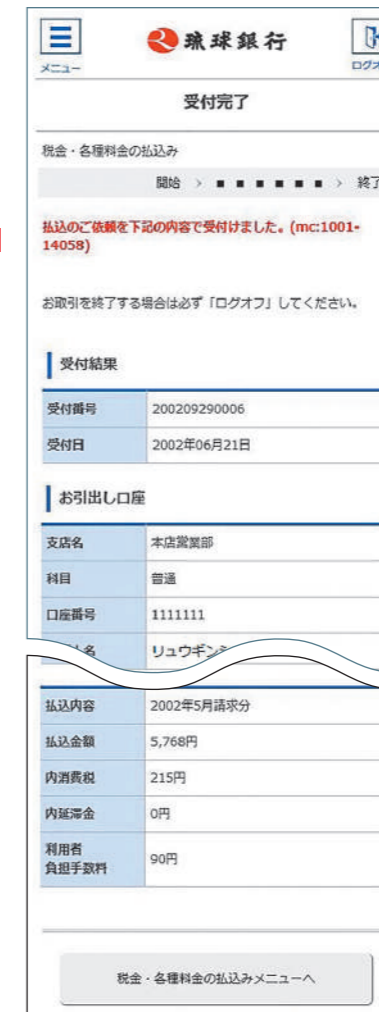 琉球銀行
メニュー
受付完了
税金・各種料金の払込み
開始 > ■ ■ ■ ■ ■ ■ > 終了
払込のご依頼を下記の内容で受付けました。(mc:1001-
14058)
お取引を終了する場合は必ず「ログオフ」してください。
受付結果
受付番号 200209290006
受付日 2002年06月21日
お引出し口座
支店名 本店営業部
科目 普通
口座番号 1111111
名 リュウギン
払込内容 2002年5月請求分
払込金額 5,768円
内消費税 215円
内延滞金 0円
利用者
負担手数料 90円
税金・各種料金の払込みメニューへ